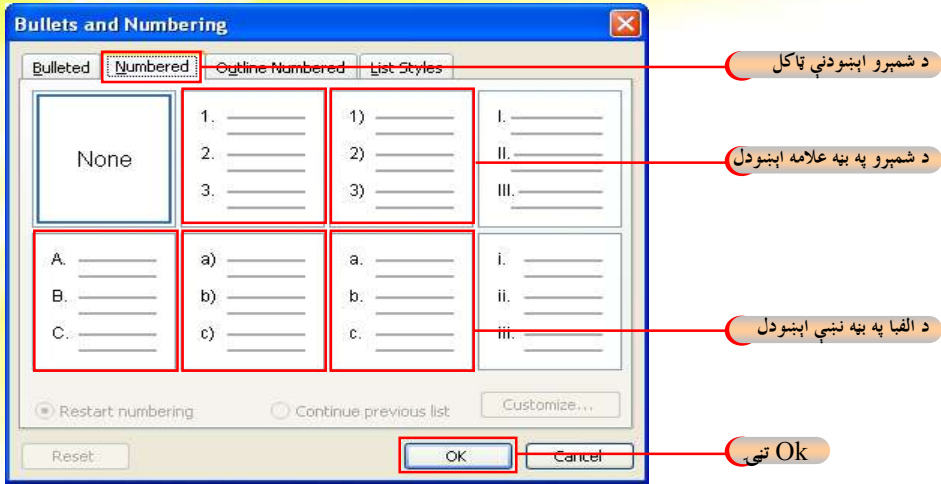 Bullets and Numbering
Bulleted Numbered Outline Numbered List Styles
د شمېرو اېښودنې ټاکل
None
1.
2.
3.
1)
2)
3)
I.
II.
III.
د شمېرو په بڼه علامه اېښودل
A.
B.
C.
a)
b)
c)
a.
b.
c.
i.
ii.
iii.
د الفبا په بڼه نښې اېښودل
Restart numbering Continue previous list Customize...
Reset OK Cancel
Ok تڼۍ